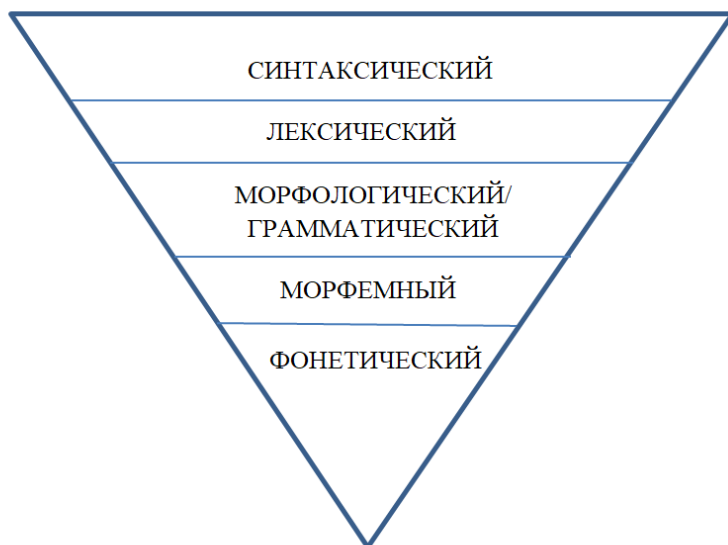 СИНТАКСИЧЕСКИЙ
ЛЕКСИЧЕСКИЙ
МОРФОЛОГИЧЕСКИЙ/
ГРАММАТИЧЕСКИЙ
МОРФЕМНЫЙ
ФОНЕТИЧЕСКИЙ